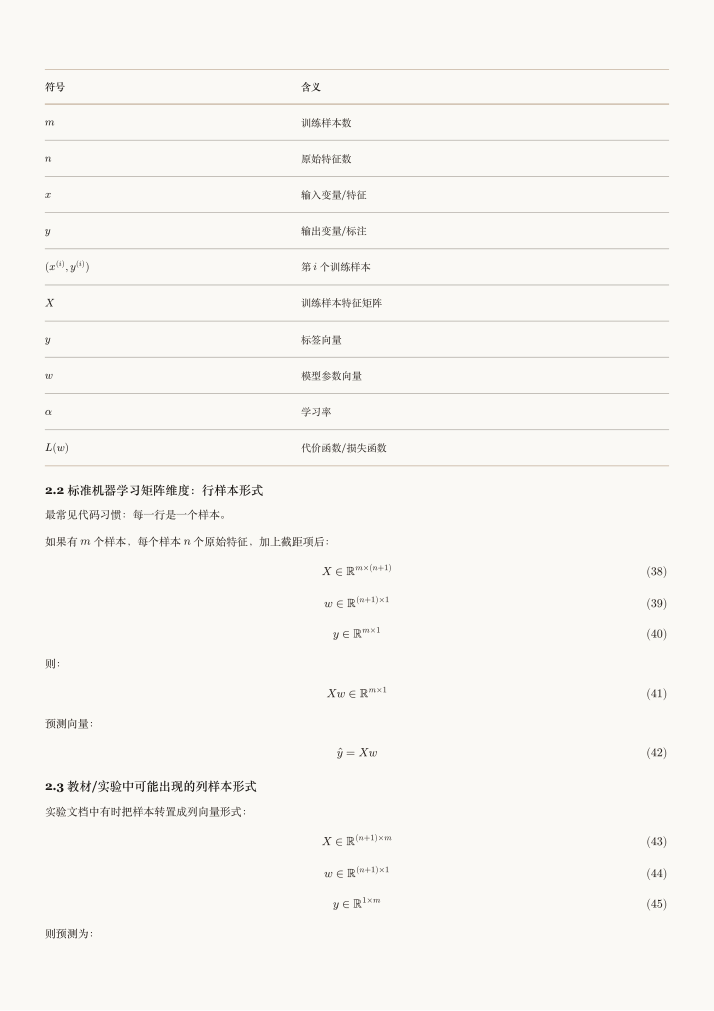 符号 含义
m 训练样本数
n 原始特征数
x 输入变量/特征
y 输出变量/标注
(x^{(i)}, y^{(i)}) 第 i 个训练样本
X 训练样本特征矩阵
y 标签向量
w 模型参数向量
α 学习率
L(w) 代价函数/损失函数
2.2 标准机器学习矩阵维度：行样本形式
最常见代码习惯：每一行是一个样本。
如果有 m 个样本，每个样本 n 个原始特征，加上截距项后：
X ∈ ℝ^{m×(n+1)} (38)
w ∈ ℝ^{(n+1)×1} (39)
y ∈ ℝ^{m×1} (40)
则：
Xw ∈ ℝ^{m×1} (41)
预测向量：
ŷ = Xw (42)
2.3 教材/实验中可能出现的列样本形式
实验文档中有时把样本转置成列向量形式：
X ∈ ℝ^{(n+1)×m} (43)
w ∈ ℝ^{(n+1)×1} (44)
y ∈ ℝ^{1×m} (45)
则预测为：